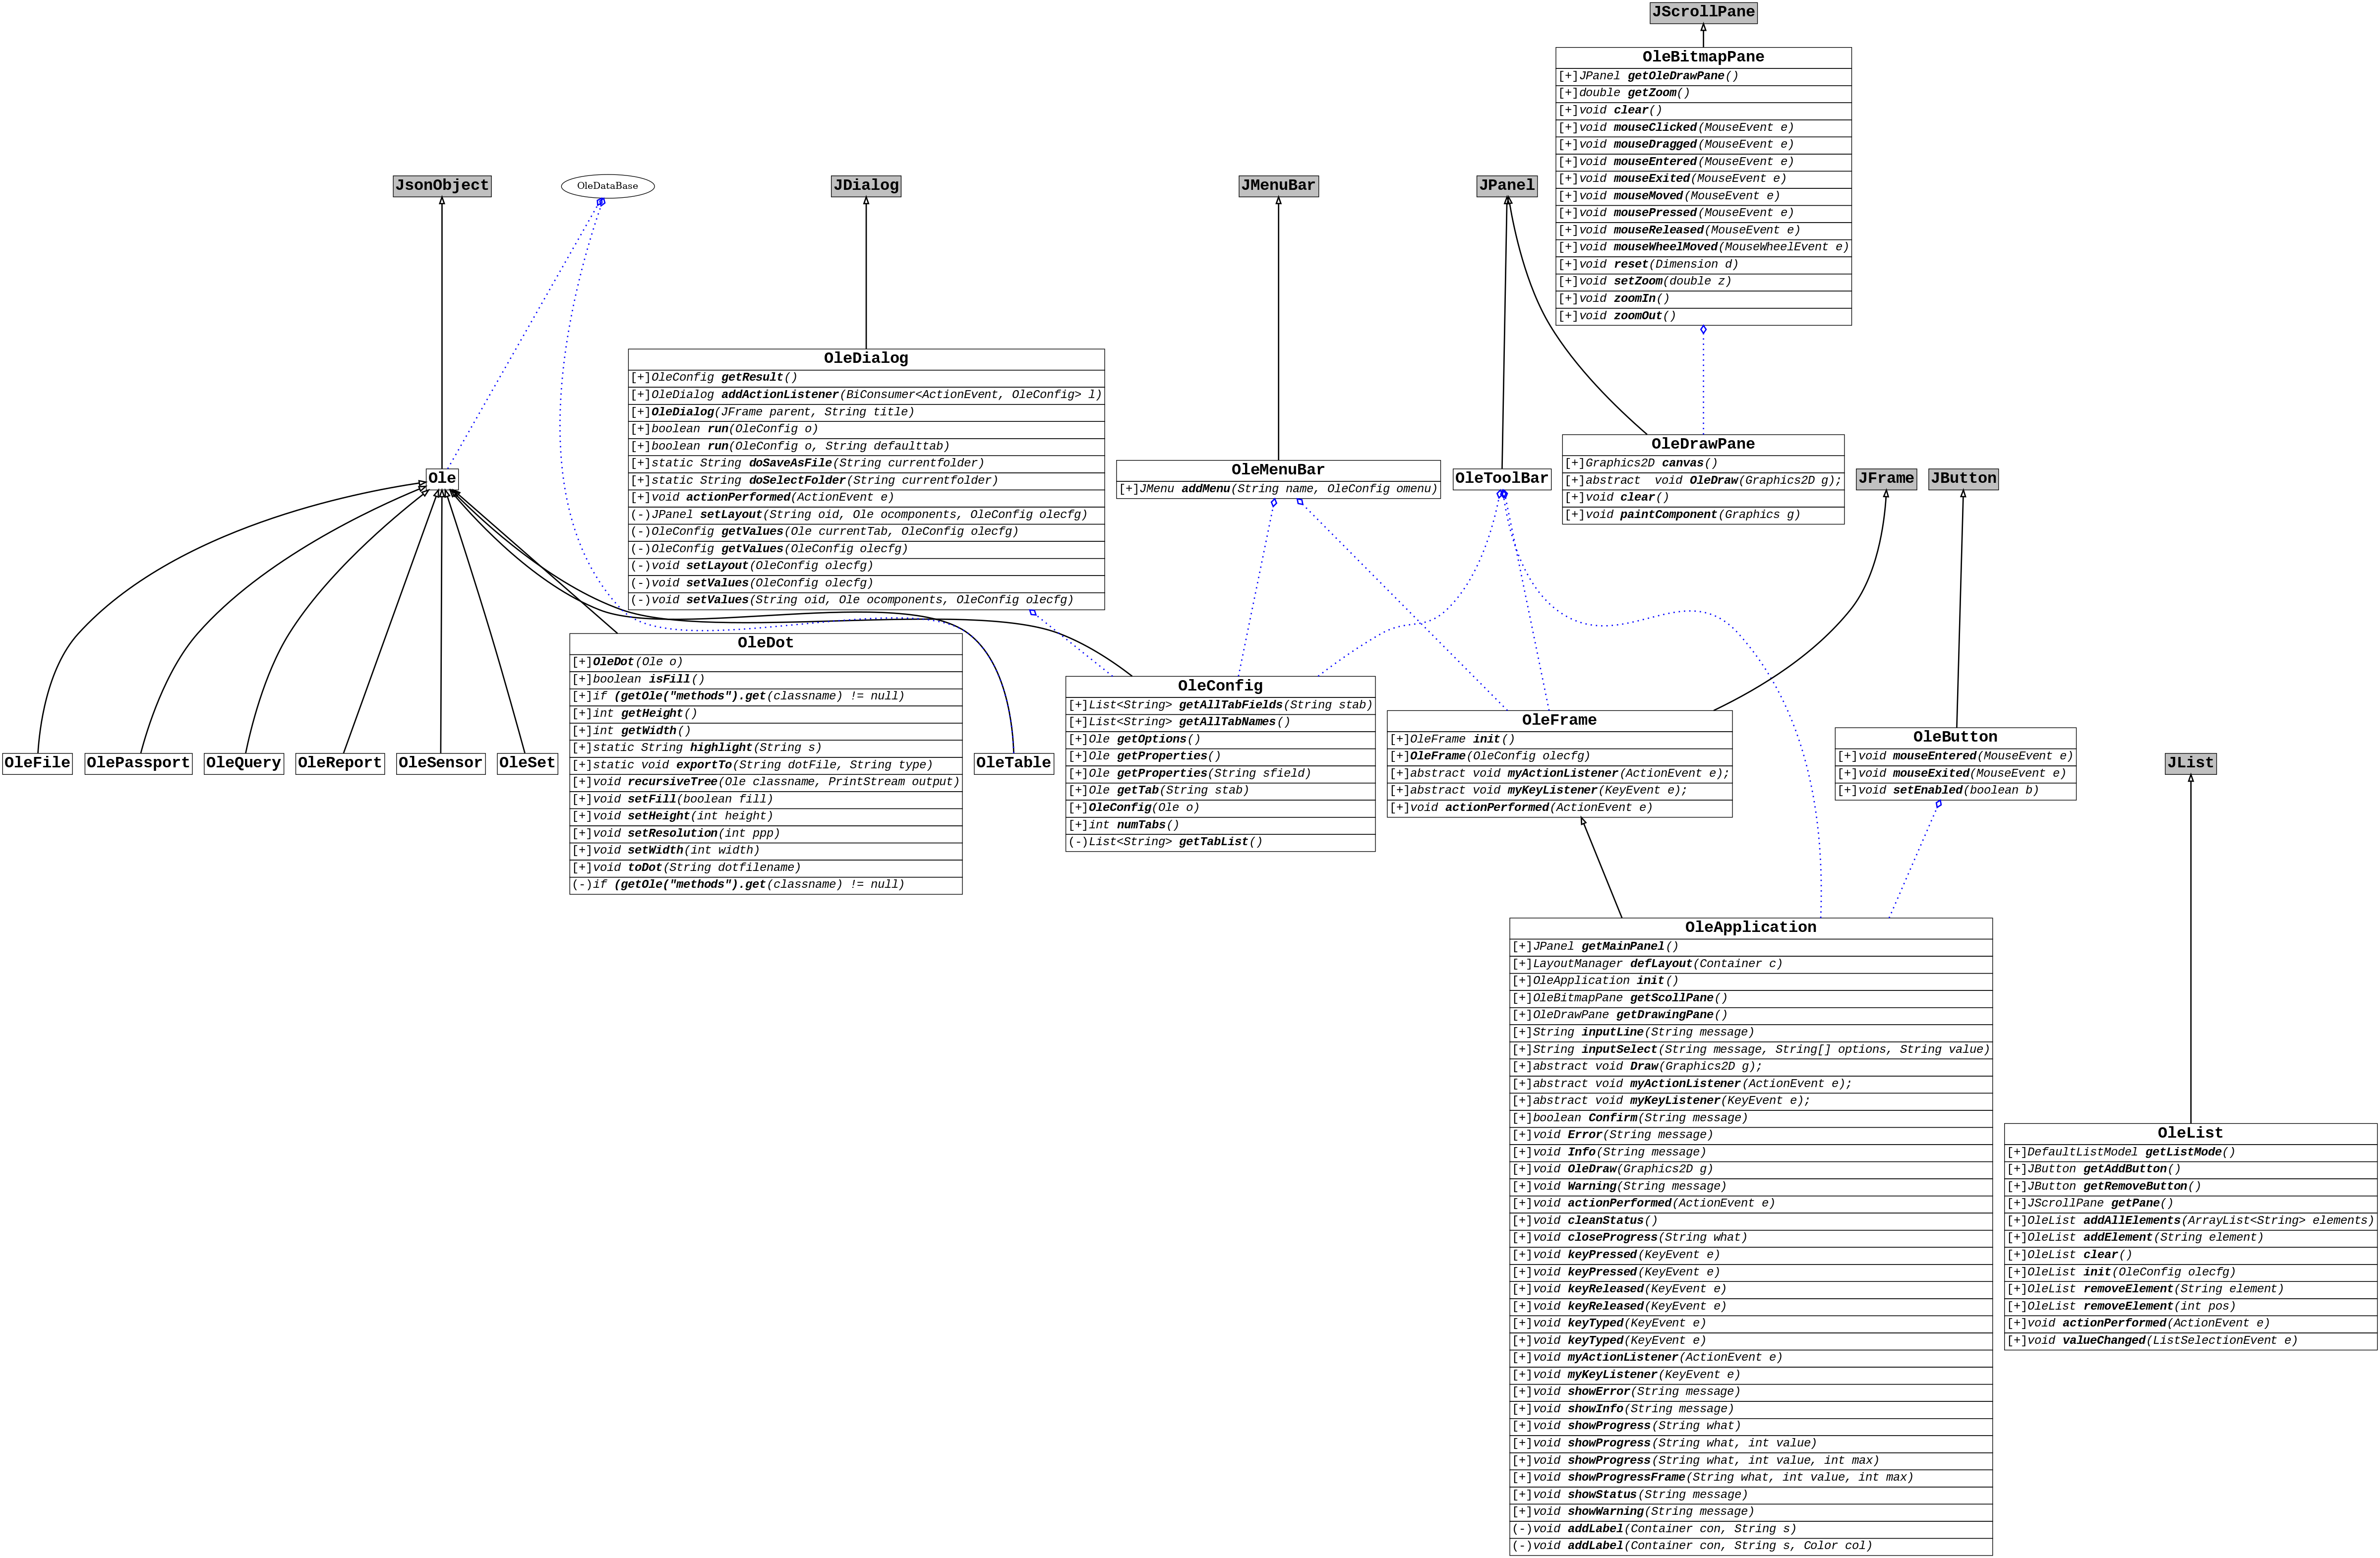 JScrollPane
OleBitmapPane
[+]JPanel getOleDrawPane()
[+]double getZoom()
[+]void clear()
[+]void mouseClicked(MouseEvent e)
[+]void mouseDragged(MouseEvent e)
[+]void mouseEntered(MouseEvent e)
[+]void mouseExited(MouseEvent e)
[+]void mouseMoved(MouseEvent e)
[+]void mousePressed(MouseEvent e)
[+]void mouseReleased(MouseEvent e)
[+]void mouseWheelMoved(MouseWheelEvent e)
[+]void reset(Dimension d)
[+]void setZoom(double z)
[+]void zoomIn()
[+]void zoomOut()
JsonObject
OleDataBase
JDialog
JMenuBar
JPanel
OleDialog
[+]OleConfig getResult()
[+]OleDialog addActionListener(BiConsumer<ActionEvent, OleConfig> l)
[+]OleDialog(JFrame parent, String title)
[+]boolean run(OleConfig o)
[+]boolean run(OleConfig o, String defaulttab)
[+]static String doSaveAsFile(String currentfolder)
[+]static String doSelectFolder(String currentfolder)
[+]void actionPerformed(ActionEvent e)
(-)JPanel setLayout(String oid, Ole ocomponents, OleConfig olecfg)
(-)OleConfig getValues(Ole currentTab, OleConfig olecfg)
(-)OleConfig getValues(OleConfig olecfg)
(-)void setLayout(OleConfig olecfg)
(-)void setValues(OleConfig olecfg)
(-)void setValues(String oid, Ole ocomponents, OleConfig olecfg)
Ole
OleMenuBar
[+]JMenu addMenu(String name, OleConfig omenu)
OleToolBar
OleDrawPane
[+]Graphics2D canvas()
[+]abstract  void OleDraw(Graphics2D g);
[+]void clear()
[+]void paintComponent(Graphics g)
JFrame
JButton
OleFile
OlePassport
OleQuery
OleReport
OleSensor
OleSet
OleDot
[+]OleDot(Ole o)
[+]boolean isFill()
[+]if (getOle("methods").get(classname) != null)
[+]int getHeight()
[+]int getWidth()
[+]static String highlight(String s)
[+]static void exportTo(String dotFile, String type)
[+]void recursiveTree(Ole classname, PrintStream output)
[+]void setFill(boolean fill)
[+]void setHeight(int height)
[+]void setResolution(int ppp)
[+]void setWidth(int width)
[+]void toDot(String dotfilename)
(-)if (getOle("methods").get(classname) != null)
OleTable
OleConfig
[+]List<String> getAllTabFields(String stab)
[+]List<String> getAllTabNames()
[+]Ole getOptions()
[+]Ole getProperties()
[+]Ole getProperties(String sfield)
[+]Ole getTab(String stab)
[+]OleConfig(Ole o)
[+]int numTabs()
(-)List<String> getTabList()
OleFrame
[+]OleFrame init()
[+]OleFrame(OleConfig olecfg)
[+]abstract void myActionListener(ActionEvent e);
[+]abstract void myKeyListener(KeyEvent e);
[+]void actionPerformed(ActionEvent e)
OleButton
[+]void mouseEntered(MouseEvent e)
[+]void mouseExited(MouseEvent e)
[+]void setEnabled(boolean b)
JList
OleApplication
[+]JPanel getMainPanel()
[+]LayoutManager defLayout(Container c)
[+]OleApplication init()
[+]OleBitmapPane getScollPane()
[+]OleDrawPane getDrawingPane()
[+]String inputLine(String message)
[+]String inputSelect(String message, String[] options, String value)
[+]abstract void Draw(Graphics2D g);
[+]abstract void myActionListener(ActionEvent e);
[+]abstract void myKeyListener(KeyEvent e);
[+]boolean Confirm(String message)
[+]void Error(String message)
[+]void Info(String message)
[+]void OleDraw(Graphics2D g)
[+]void Warning(String message)
[+]void actionPerformed(ActionEvent e)
[+]void cleanStatus()
[+]void closeProgress(String what)
[+]void keyPressed(KeyEvent e)
[+]void keyPressed(KeyEvent e)
[+]void keyReleased(KeyEvent e)
[+]void keyReleased(KeyEvent e)
[+]void keyTyped(KeyEvent e)
[+]void keyTyped(KeyEvent e)
[+]void myActionListener(ActionEvent e)
[+]void myKeyListener(KeyEvent e)
[+]void showError(String message)
[+]void showInfo(String message)
[+]void showProgress(String what)
[+]void showProgress(String what, int value)
[+]void showProgress(String what, int value, int max)
[+]void showProgressFrame(String what, int value, int max)
[+]void showStatus(String message)
[+]void showWarning(String message)
(-)void addLabel(Container con, String s)
(-)void addLabel(Container con, String s, Color col)
OleList
[+]DefaultListModel getListMode()
[+]JButton getAddButton()
[+]JButton getRemoveButton()
[+]JScrollPane getPane()
[+]OleList addAllElements(ArrayList<String> elements)
[+]OleList addElement(String element)
[+]OleList clear()
[+]OleList init(OleConfig olecfg)
[+]OleList removeElement(String element)
[+]OleList removeElement(int pos)
[+]void actionPerformed(ActionEvent e)
[+]void valueChanged(ListSelectionEvent e)